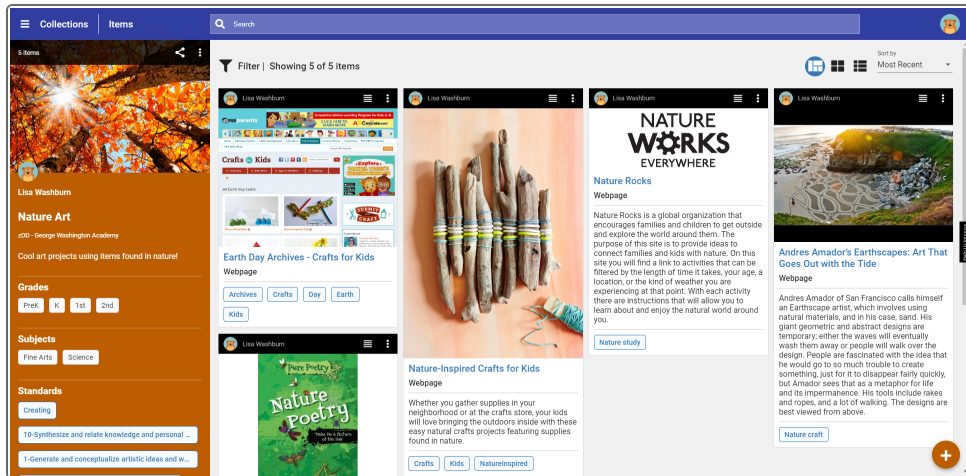 Collections
Items
Search
5 items
Lisa Washburn
Nature Art
zDD - George Washington Academy
Cool art projects using items found in nature!
Grades
PreK K 1st 2nd
Subjects
Fine Arts Science
Standards
Creating
10-Synthesize and relate knowledge and personal ...
1-Generate and conceptualize artistic ideas and w...
Filter | Showing 5 of 5 items
Sort by
Most Recent
Lisa Washburn
parents
Crafts for Kids
All Earth Day Crafts
Earth Day Archives - Crafts for Kids
Webpage
Archives Crafts Day Earth
Kids
Lisa Washburn
Pure Poetry
Nature
Poetry
Lisa Washburn
Nature-Inspired Crafts for Kids
Webpage
Whether you gather supplies in your
neighborhood or at the crafts store, your kids
will love bringing the outdoors inside with these
easy natural crafts projects featuring supplies
found in nature.
Crafts Kids NatureInspired
Lisa Washburn
NATURE
WORKS
EVERYWHERE
Nature Rocks
Webpage
Nature Rocks is a global organization that
encourages families and children to get outside
and explore the world around them. The
purpose of this site is to provide ideas to
connect families and kids with nature. On this
site you will find a link to activities that can be
filtered by the length of time it takes, your age, a
location, or the kind of weather you are
experiencing at that point. With each activity
there are instructions that will allow you to
learn about and enjoy the natural world around
you.
Nature study
Lisa Washburn
Andres Amador's Earthscapes: Art That
Goes Out with the Tide
Webpage
Andres Amador of San Francisco calls himself
an Earthscape artist, which involves using
natural materials, and in his case, sand. His
giant geometric and abstract designs are
temporary; either the waves will eventually
wash them away or people will walk over the
design. People are fascinated with the idea that
he would go to so much trouble to create
something, just for it to disappear fairly quickly,
but Amador sees that as a metaphor for life
and its impermanence. His tools include rakes
and ropes, and a lot of walking. The designs are
best viewed from above.
Nature craft